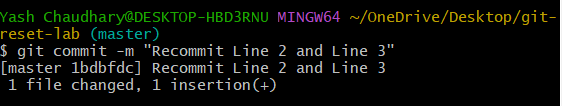 Yash Chaudhary@DESKTOP-HBD3RNU MINGW64 ~/OneDrive/Desktop/git-
reset-lab (master)
$ git commit -m "Recommit Line 2 and Line 3"
[master 1bdbfdc] Recommit Line 2 and Line 3
 1 file changed, 1 insertion(+)